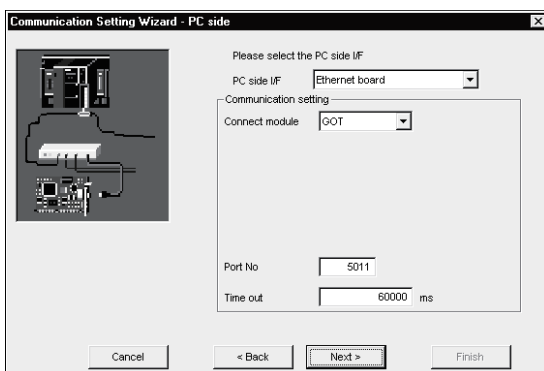 Communication Setting Wizard - PC side
Please select the PC side I/F
PC side I/F Ethernet board
Communication setting
Connect module GOT
Port No 5011
Time out 60000 ms
Cancel < Back Next > Finish